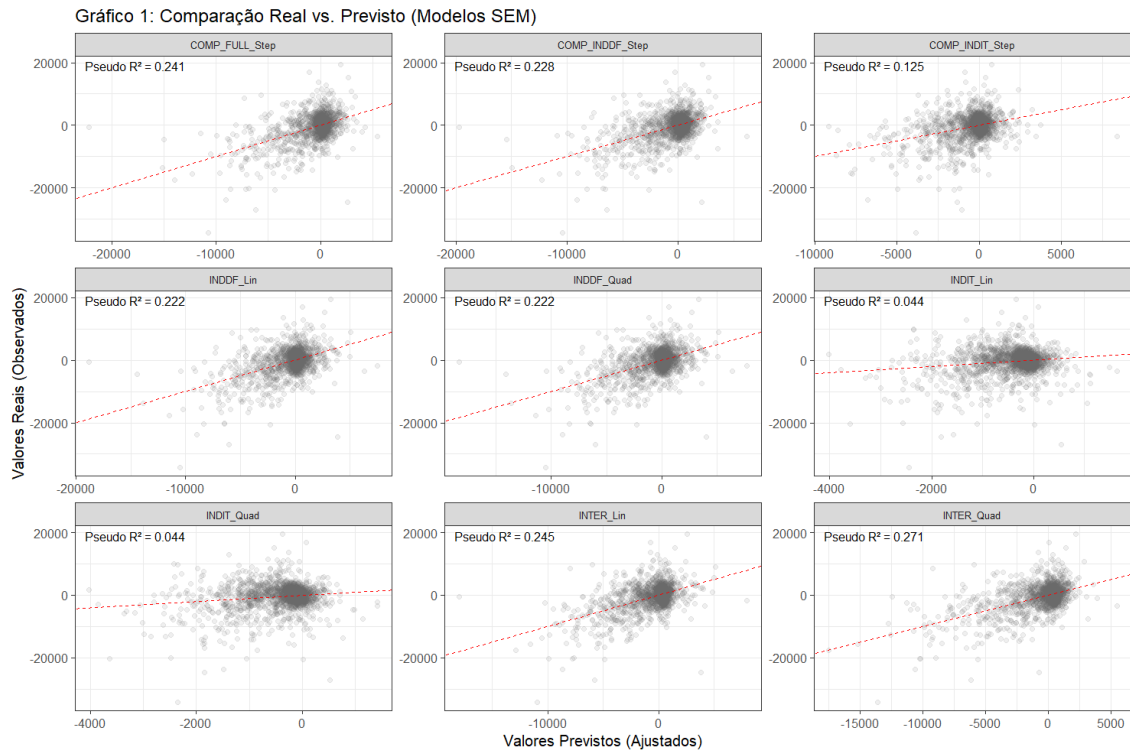 Gráfico 1: Comparação Real vs. Previsto (Modelos SEM)
COMP_FULL_Step
COMP_INDDF_Step
COMP_INDIT_Step
Pseudo R² = 0.241
Pseudo R² = 0.228
Pseudo R² = 0.125
20000
0
-20000
20000
0
-20000
20000
0
-20000
-20000
-10000
0
-20000
-10000
0
-10000
-5000
0
5000
INDDF_Lin
INDDF_Quad
INDIT_Lin
Pseudo R² = 0.222
Pseudo R² = 0.222
Pseudo R² = 0.044
20000
0
-20000
20000
0
-20000
20000
0
-20000
-20000
-10000
0
-10000
0
-4000
-2000
0
INDIT_Quad
INTER_Lin
INTER_Quad
Pseudo R² = 0.044
Pseudo R² = 0.245
Pseudo R² = 0.271
20000
0
-20000
20000
0
-20000
20000
0
-20000
-4000
-2000
0
-10000
0
-15000
-10000
-5000
0
5000
Valores Reais (Observados)
Valores Previstos (Ajustados)